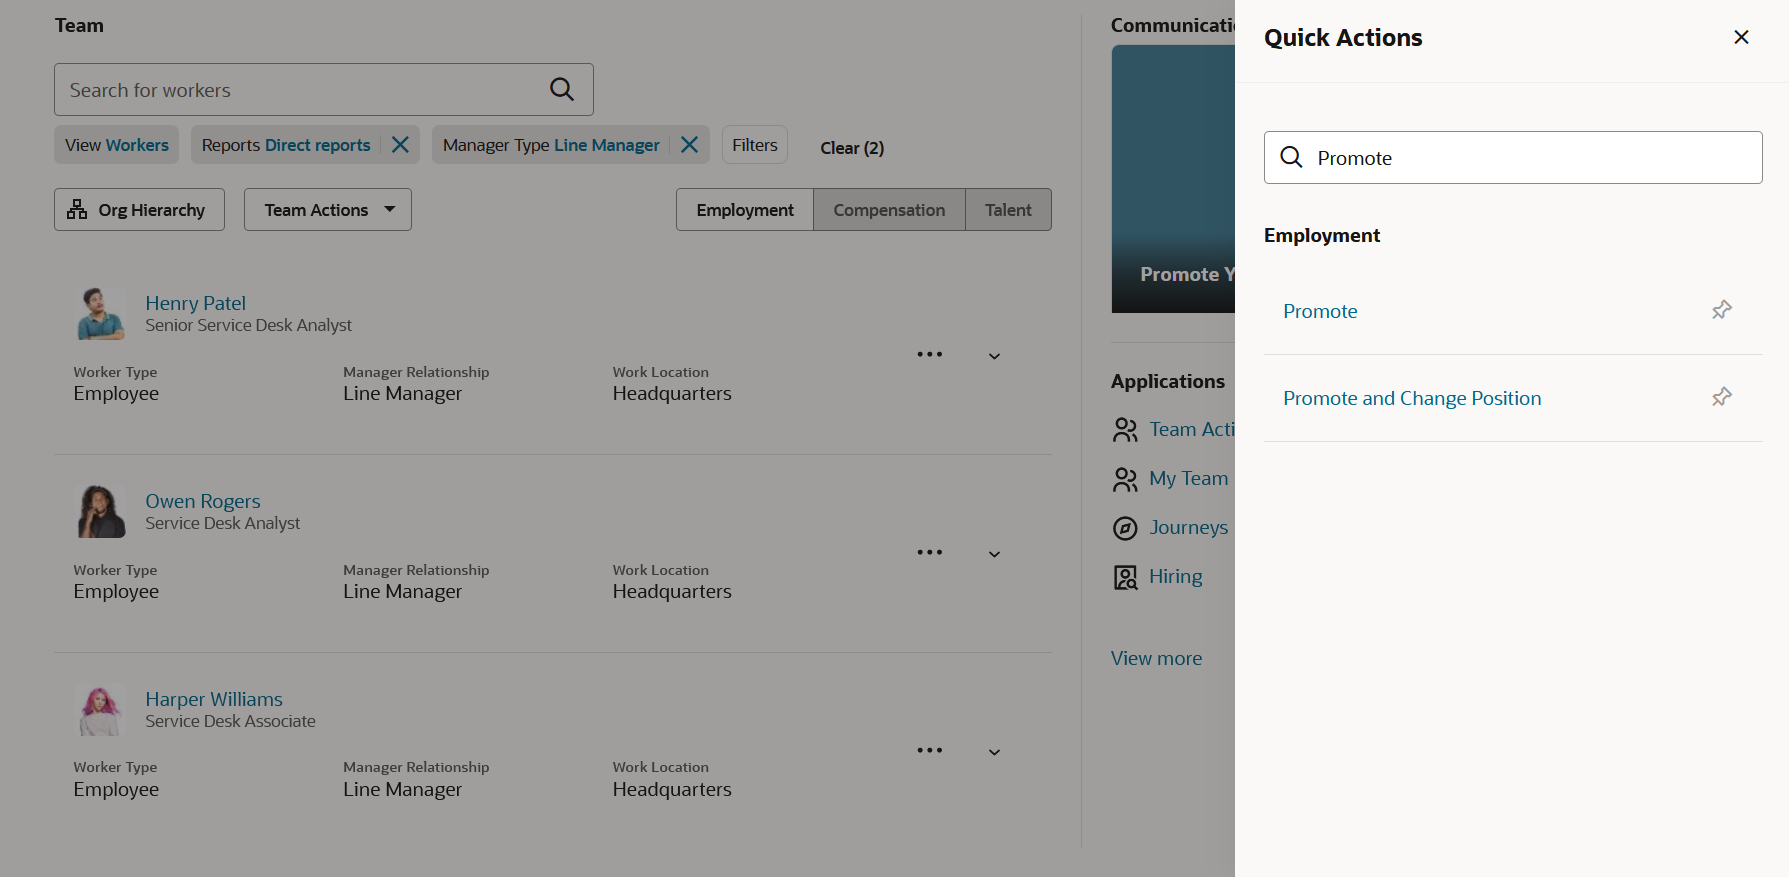 Team
Search for workers
View Workers
Reports Direct reports
Manager Type Line Manager
Filters
Clear (2)
Org Hierarchy
Team Actions
Employment
Compensation
Talent
Henry Patel
Senior Service Desk Analyst
Worker Type
Employee
Manager Relationship
Line Manager
Work Location
Headquarters
Owen Rogers
Service Desk Analyst
Worker Type
Employee
Manager Relationship
Line Manager
Work Location
Headquarters
Harper Williams
Service Desk Associate
Worker Type
Employee
Manager Relationship
Line Manager
Work Location
Headquarters
Communicati
Promote Y
Applications
Team Acti
My Team
Journeys
Hiring
View more
Quick Actions
Promote
Employment
Promote
Promote and Change Position